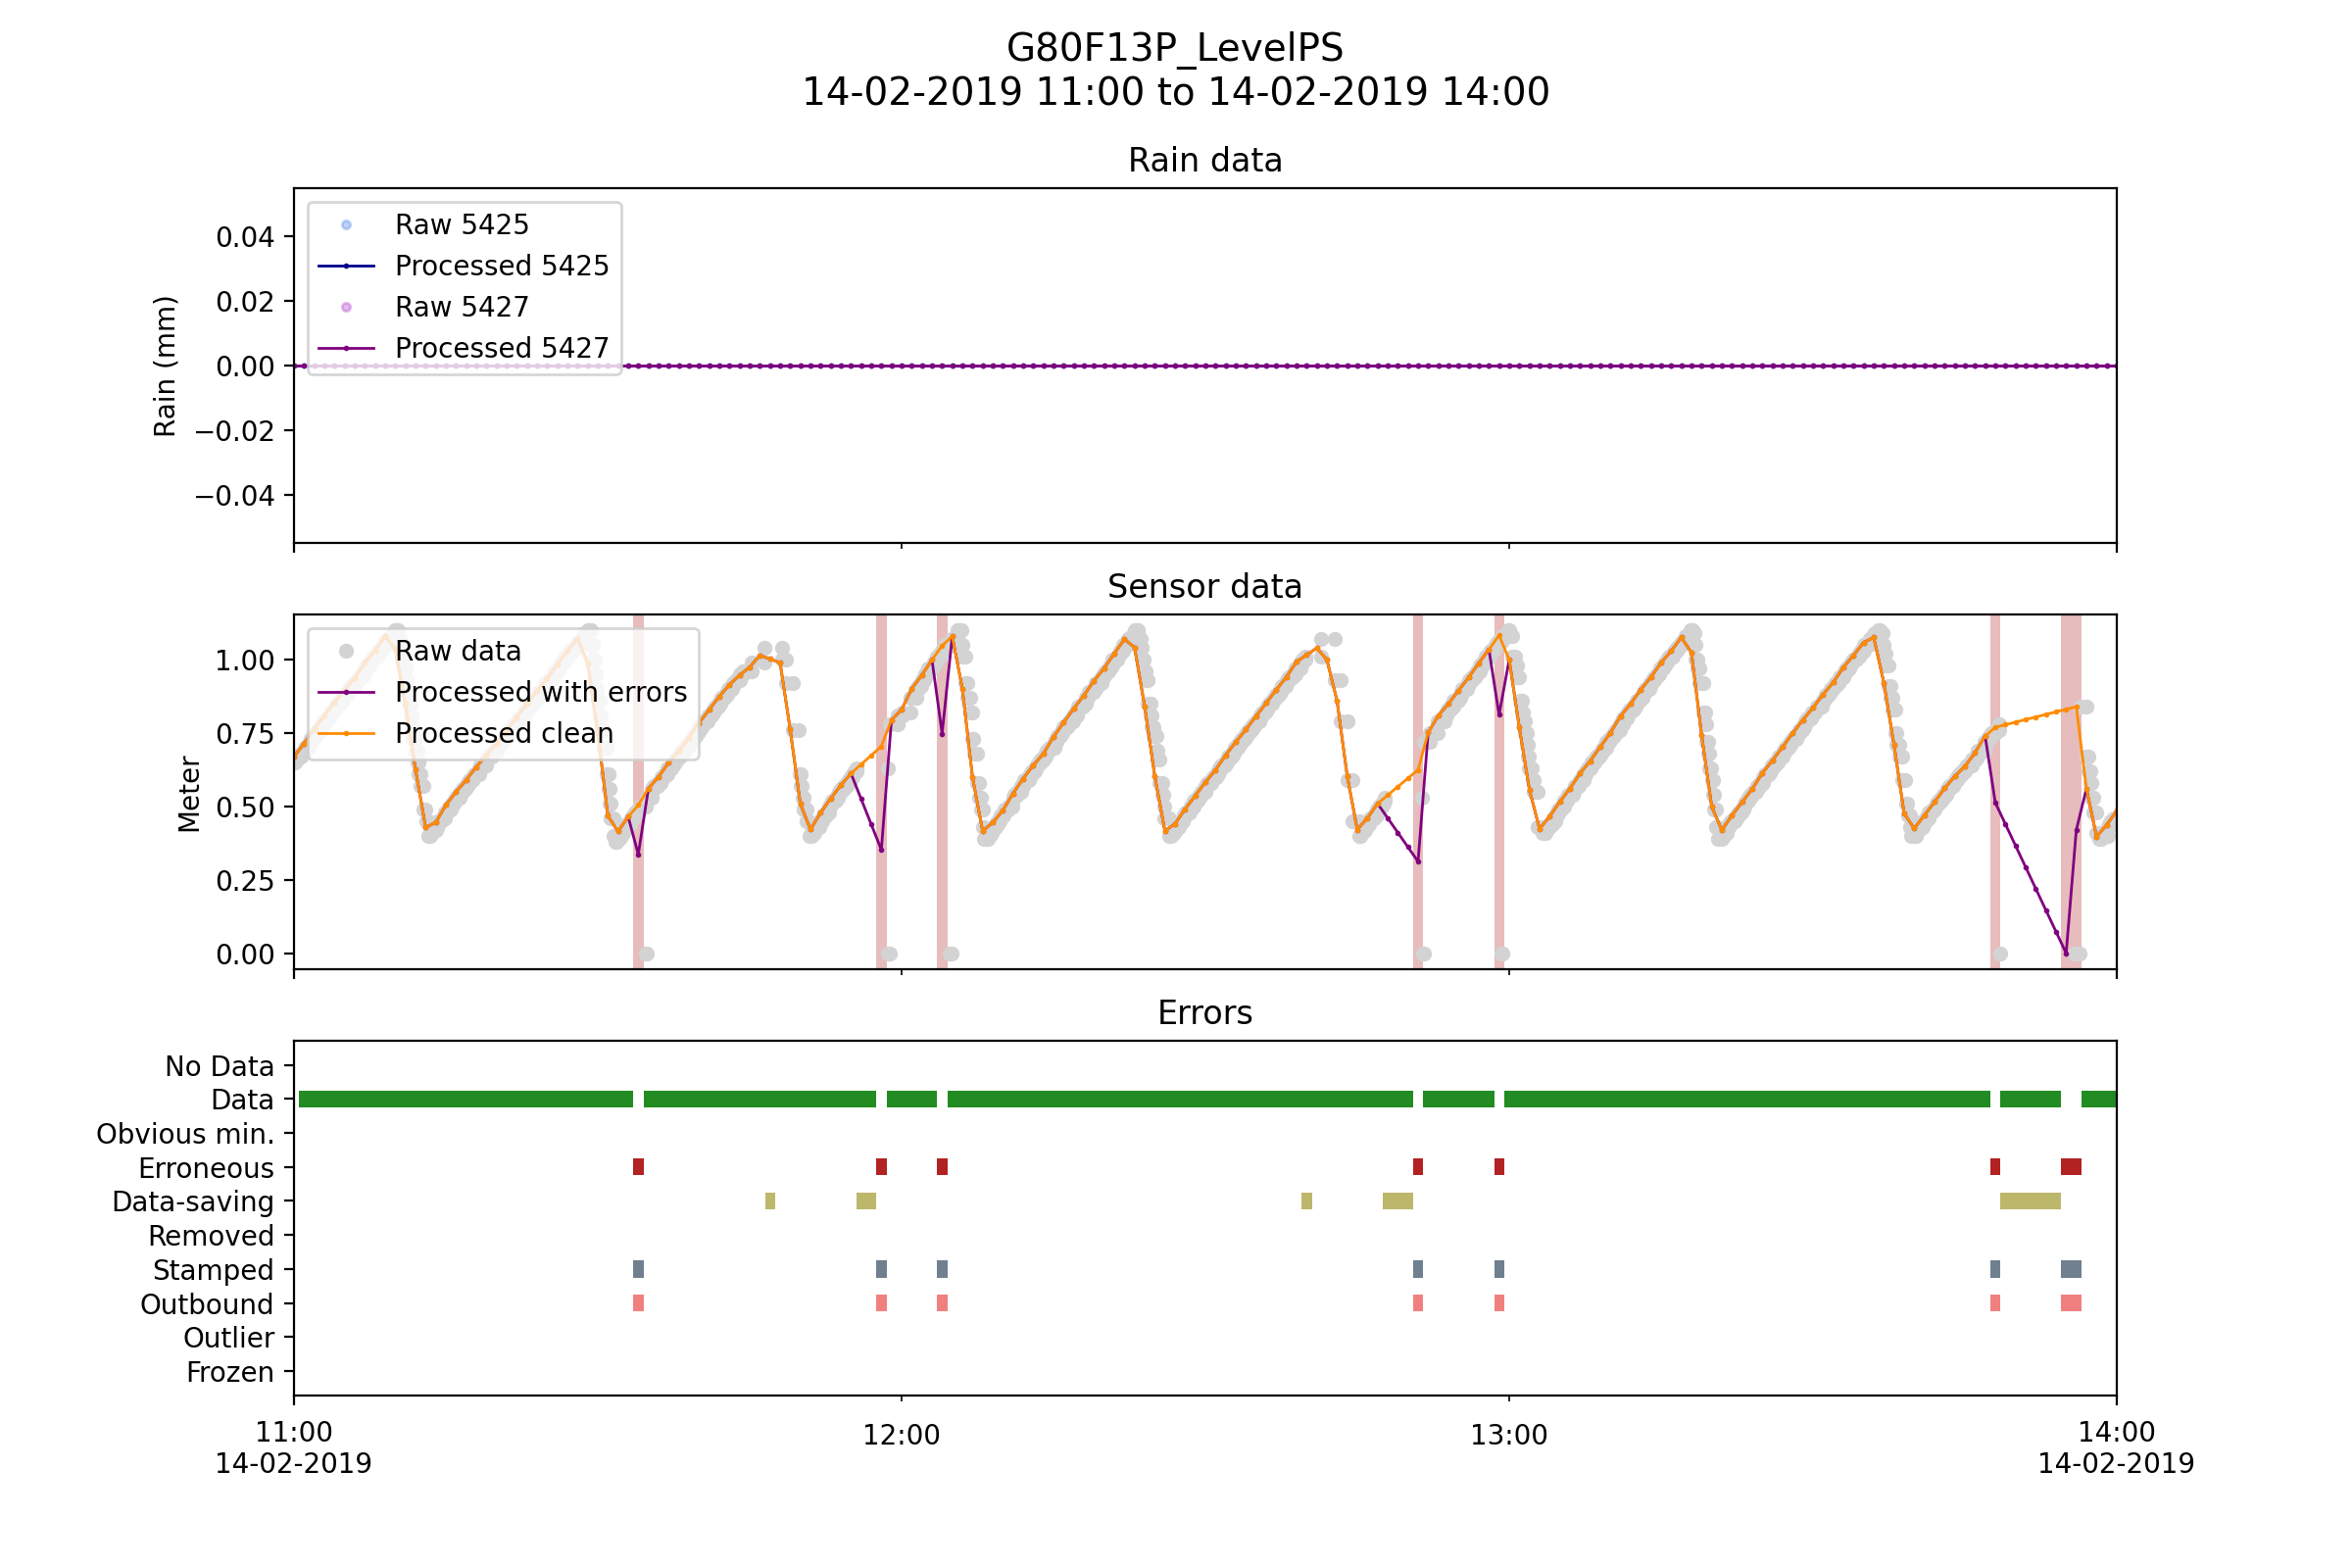 G80F13P_LevelPS
14-02-2019 11:00 to 14-02-2019 14:00
Rain data
Rain (mm)
0.04
0.02
0.00
−0.02
−0.04
Raw 5425
Processed 5425
Raw 5427
Processed 5427
Sensor data
Meter
1.00
0.75
0.50
0.25
0.00
Raw data
Processed with errors
Processed clean
Errors
No Data
Data
Obvious min.
Erroneous
Data-saving
Removed
Stamped
Outbound
Outlier
Frozen
11:00
14-02-2019
12:00
13:00
14:00
14-02-2019